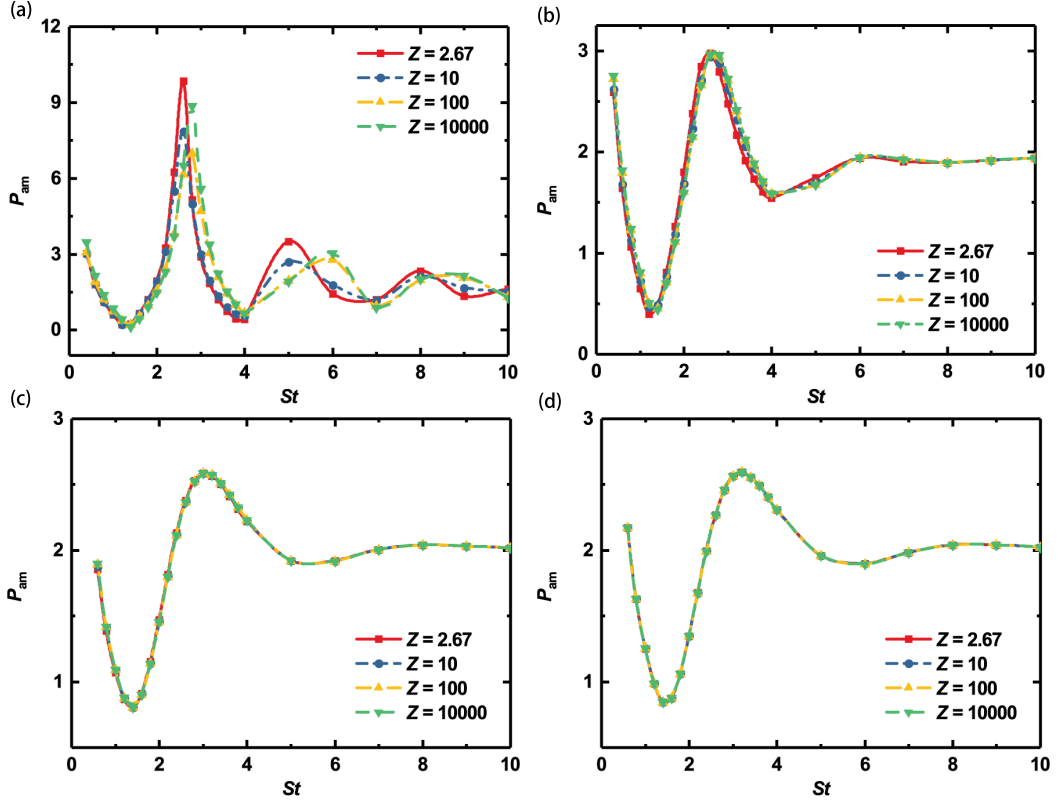 (a)
12
9
6
3
0
P_am
0 2 4 6 8 10
St
Z = 2.67
Z = 10
Z = 100
Z = 10000
(b)
3
2
1
0
P_am
0 2 4 6 8 10
St
Z = 2.67
Z = 10
Z = 100
Z = 10000
(c)
3
2
1
P_am
0 2 4 6 8 10
St
Z = 2.67
Z = 10
Z = 100
Z = 10000
(d)
3
2
1
P_am
0 2 4 6 8 10
St
Z = 2.67
Z = 10
Z = 100
Z = 10000